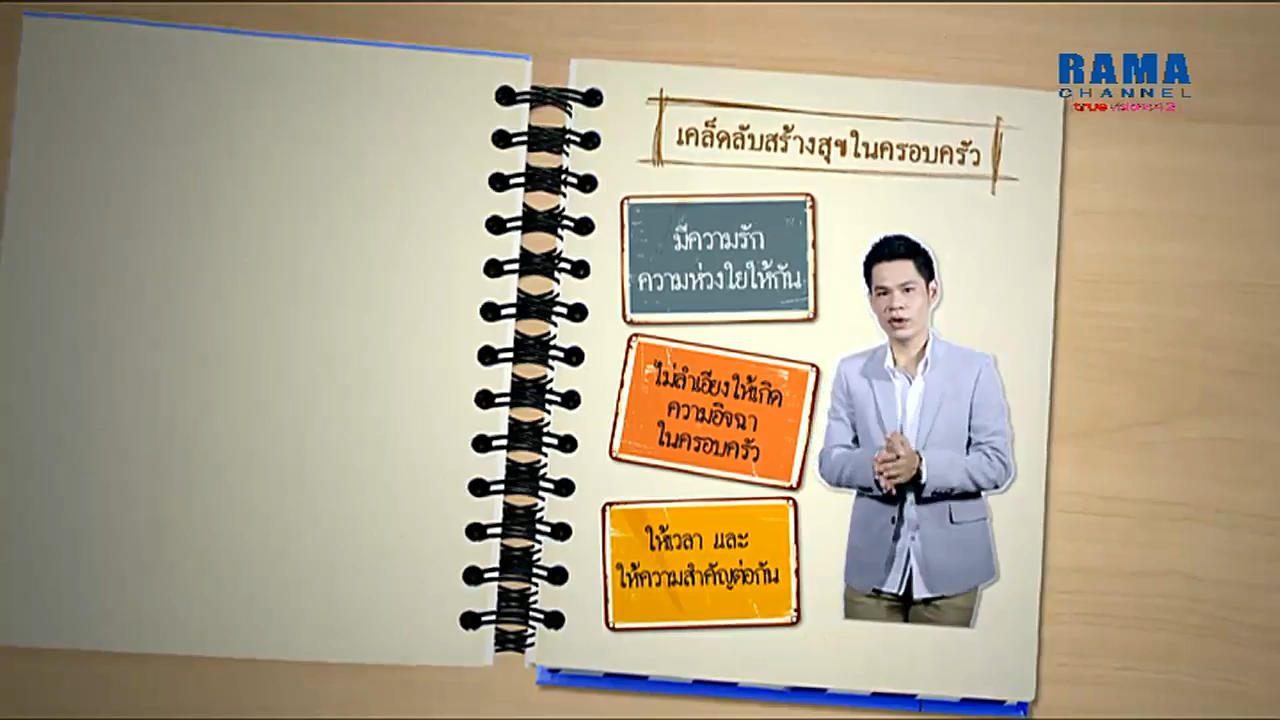 RAMA
CHANNEL
true visions 42
เคล็ดลับสร้างสุขในครอบครัว
มีความรัก
ความห่วงใยให้กัน
ไม่ลำเอียงให้เกิด
ความอิจฉา
ในครอบครัว
ให้เวลา และ
ให้ความสำคัญต่อกัน